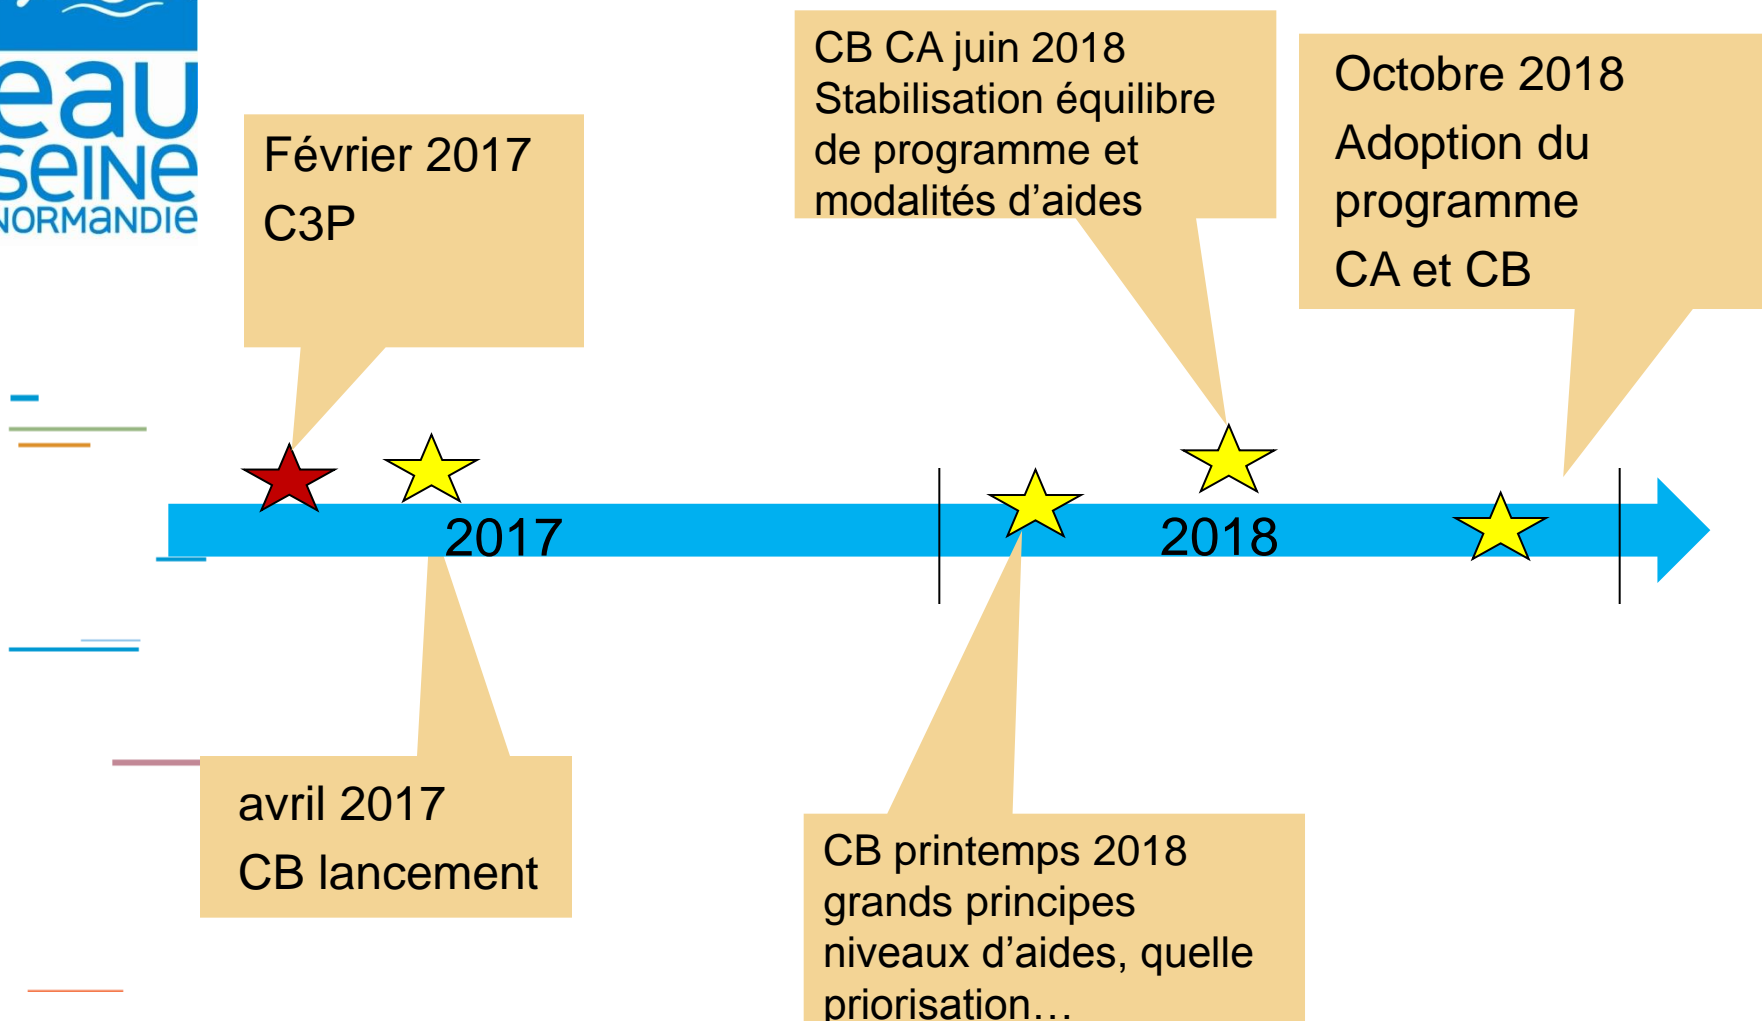 eau
seine
NORMANDIE
Février 2017
C3P
CB CA juin 2018
Stabilisation équilibre
de programme et
modalités d’aides
Octobre 2018
Adoption du
programme
CA et CB
2017
2018
avril 2017
CB lancement
CB printemps 2018
grands principes
niveaux d’aides, quelle
priorisation…